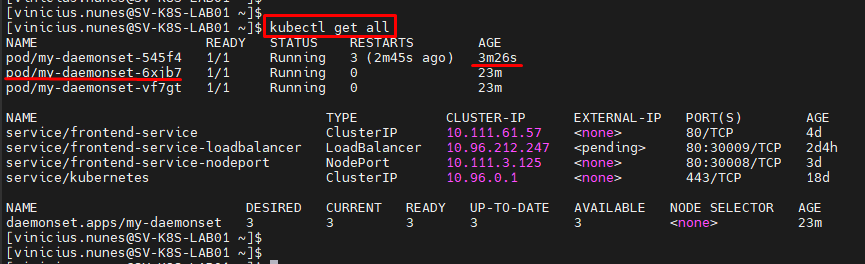 [vinicius.nunes@SV-K8S-LAB01 ~]$
[vinicius.nunes@SV-K8S-LAB01 ~]$ kubectl get all
NAME READY STATUS RESTARTS AGE
pod/my-daemonset-545f4 1/1 Running 3 (2m45s ago) 3m26s
pod/my-daemonset-6xjb7 1/1 Running 0 23m
pod/my-daemonset-vf7gt 1/1 Running 0 23m
NAME TYPE CLUSTER-IP EXTERNAL-IP PORT(S) AGE
service/frontend-service ClusterIP 10.111.61.57 <none> 80/TCP 4d
service/frontend-service-loadbalancer LoadBalancer 10.96.212.247 <pending> 80:30009/TCP 2d4h
service/frontend-service-nodeport NodePort 10.111.3.125 <none> 80:30008/TCP 3d
service/kubernetes ClusterIP 10.96.0.1 <none> 443/TCP 18d
NAME DESIRED CURRENT READY UP-TO-DATE AVAILABLE NODE SELECTOR AGE
daemonset.apps/my-daemonset 3 3 3 3 3 <none> 23m
[vinicius.nunes@SV-K8S-LAB01 ~]$
[vinicius.nunes@SV-K8S-LAB01 ~]$